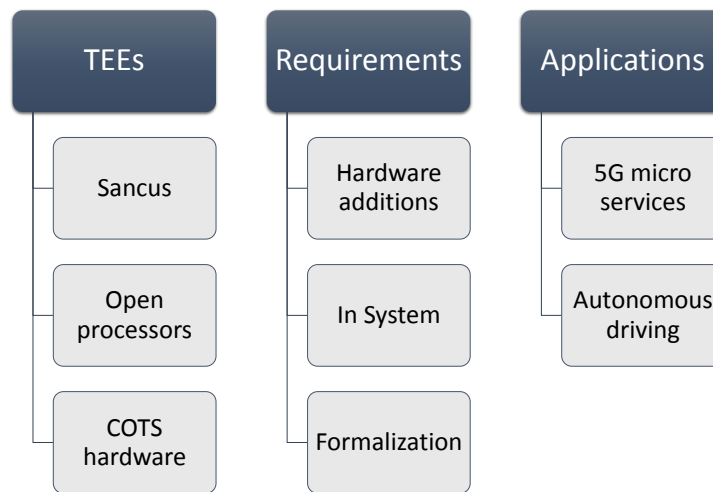 TEEs
Sancus
Open
processors
COTS
hardware
Requirements
Hardware
additions
In System
Formalization
Applications
5G micro
services
Autonomous
driving